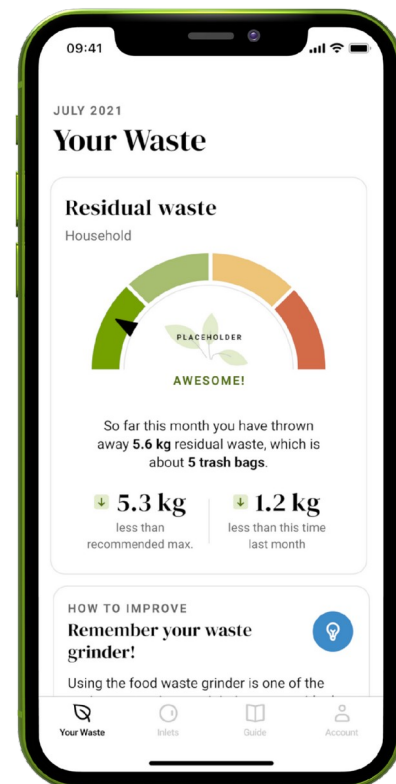 09:41
JULY 2021
Your Waste
Residual waste
Household
PLACEHOLDER
AWESOME!
So far this month you have thrown
away 5.6 kg residual waste, which is
about 5 trash bags.
5.3 kg
less than
recommended max.
1.2 kg
less than this time
last month
HOW TO IMPROVE
Remember your waste
grinder!
Using the food waste grinder is one of the
Your Waste
Inlets
Guide
Account